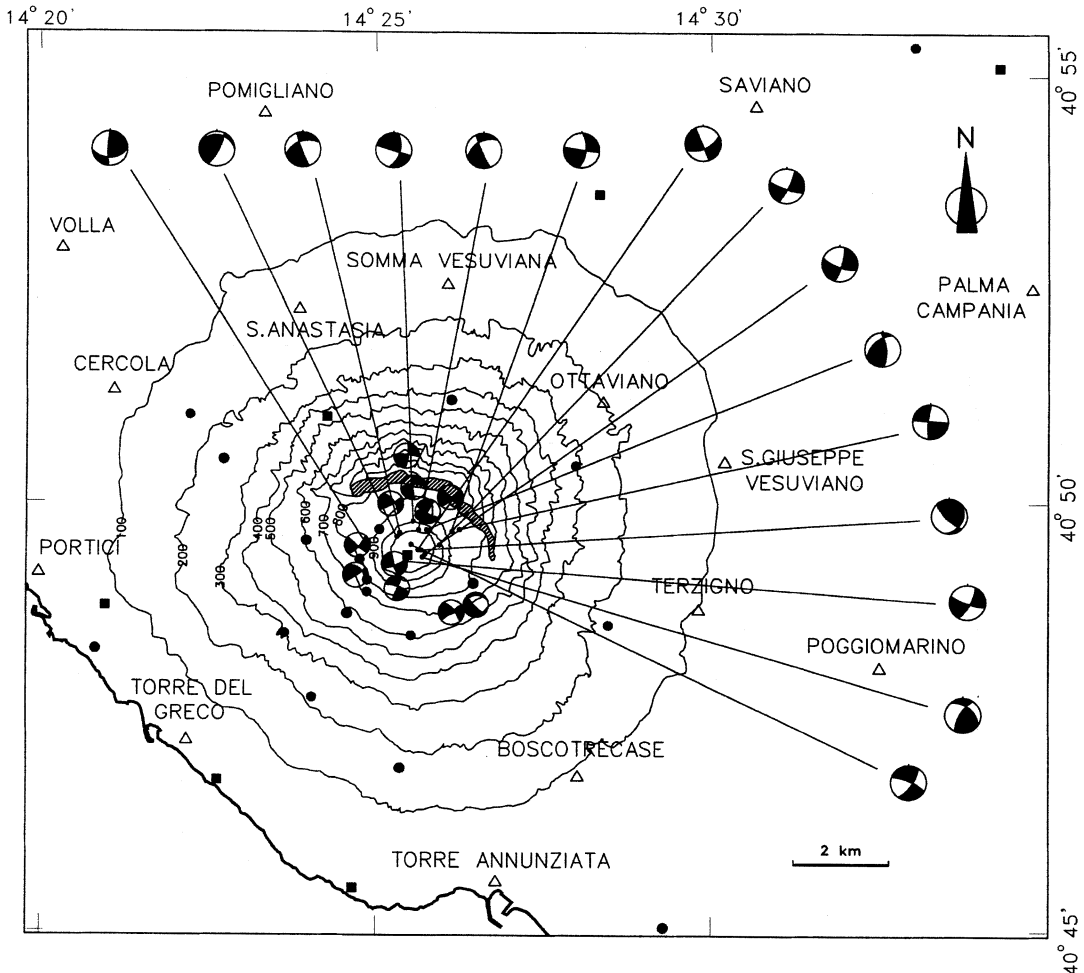 14° 20'
14° 25'
14° 30'
40° 55'
POMIGLIANO
SAVIANO
N
VOLLA
SOMMA VESUVIANA
PALMA
CAMPANIA
S.ANASTASIA
CERCOLA
OTTAVIANO
S.GIUSEPPE
VESUVIANO
40° 50'
100
200
300
400
500
600
700
800
900
PORTICI
TERZIGNO
POGGIOMARINO
TORRE DEL
GRECO
BOSCOTRECASE
2 km
TORRE ANNUNZIATA
40° 45'